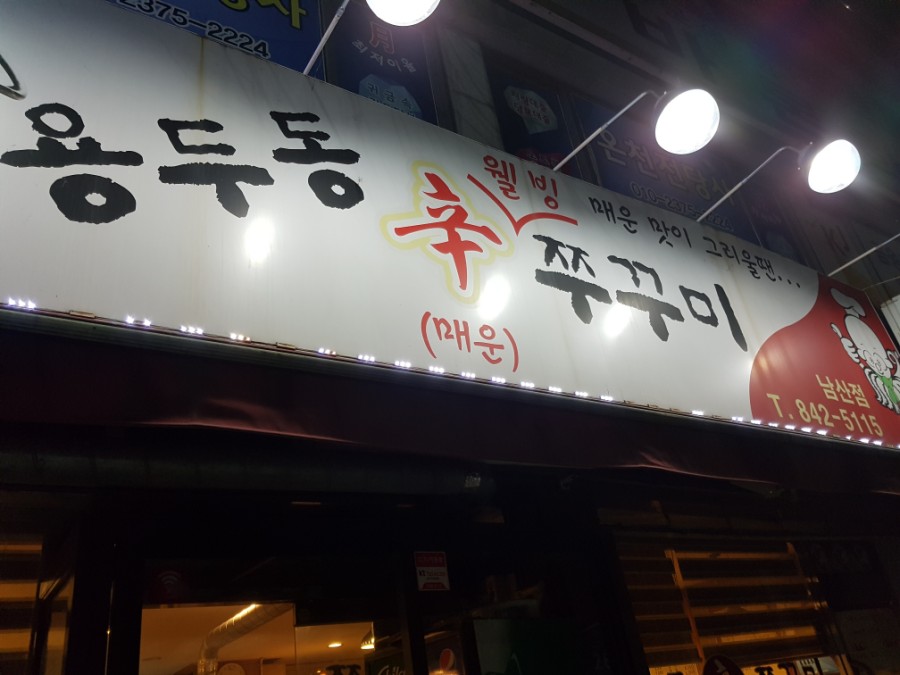 2375-2224
용두동 辛 웰빙 쭈꾸미
(매운)
매운 맛이 그리울땐...
남산점
T. 842-5115